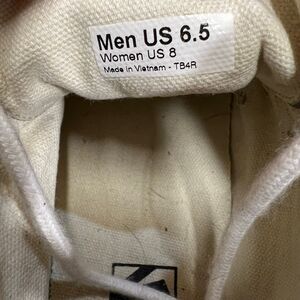 Men US 6.5
Women US 8
Made in Vietnam - TB4R